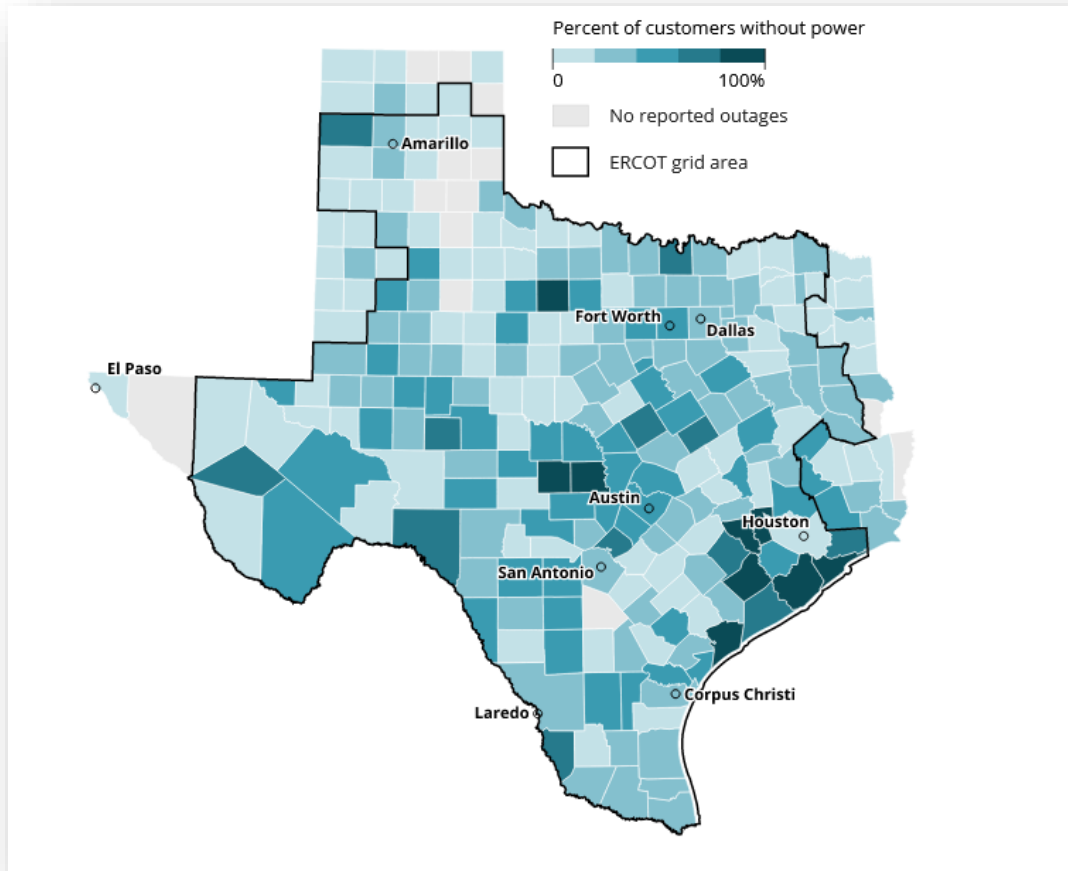 Percent of customers without power
0 100%
No reported outages
ERCOT grid area
Amarillo
Fort Worth
Dallas
El Paso
Austin
Houston
San Antonio
Corpus Christi
Laredo